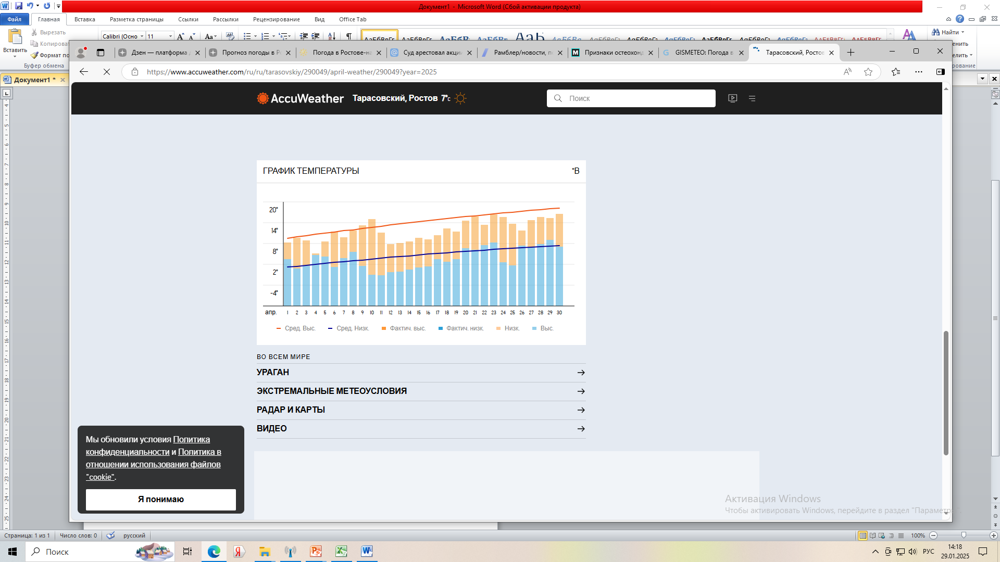 Документ1 - Microsoft Word (Сбой активации продукта)
Файл Главная Вставка Разметка страницы Ссылки Рассылки Рецензирование Вид Office Tab
Вставить
Вырезать
Копировать
Формат по
Буфер обмена
Calibri (Осно 11
Найти
Документ1 *
Дзен — платформа д
Прогноз погоды в Ро
Погода в Ростове-на
Суд арестовал акции
Рамблер/новости, по
Признаки остеохонд
GISMETEO: Погода в
Тарасовский, Ростов
https://www.accuweather.com/ru/ru/tarasovskiy/290049/april-weather/290049?year=2025
AccuWeather Тарасовский, Ростов 7°C
Поиск
ГРАФИК ТЕМПЕРАТУРЫ °В
20°
14°
8°
2°
-4°
апр. 1 2 3 4 5 6 7 8 9 10 11 12 13 14 15 16 17 18 19 20 21 22 23 24 25 26 27 28 29 30
Сред. Выс. Сред. Низк. Фактич. выс. Фактич. низк. Низк. Выс.
ВО ВСЕМ МИРЕ
УРАГАН
ЭКСТРЕМАЛЬНЫЕ МЕТЕОУСЛОВИЯ
РАДАР И КАРТЫ
ВИДЕО
Мы обновили условия Политика
конфиденциальности и Политика в
отношении использования файлов
"cookie".
Я понимаю
Активация Windows
Чтобы активировать Windows, перейдите в раздел "Параметры".
Страница: 1 из 1 Число слов: 0 русский 100%
Поиск
РУС
14:18
29.01.2025